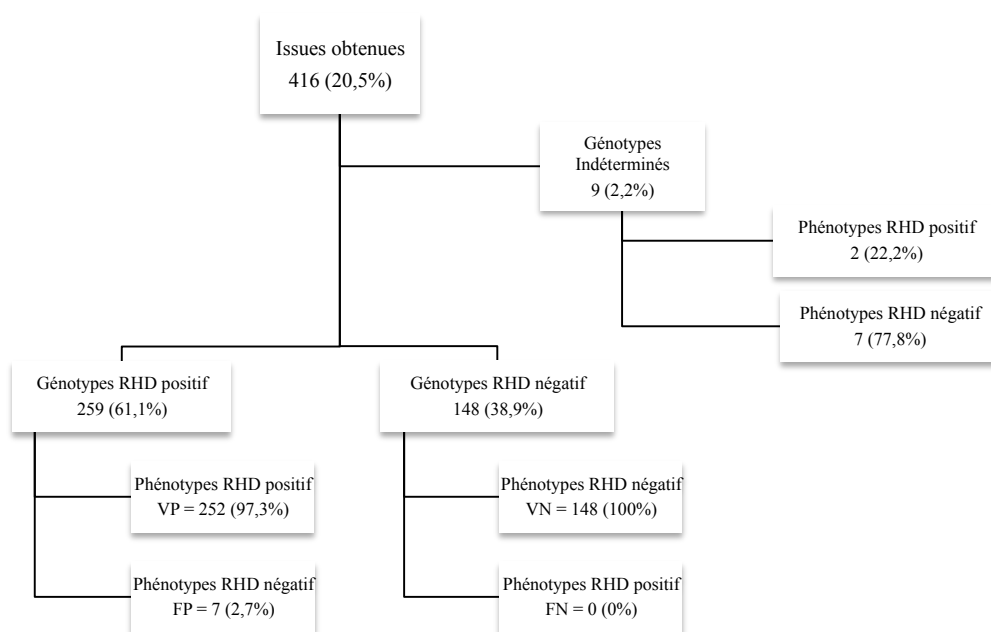 Issues obtenues
416 (20,5%)
Génotypes
Indéterminés
9 (2,2%)
Phénotypes RHD positif
2 (22,2%)
Phénotypes RHD négatif
7 (77,8%)
Génotypes RHD positif
259 (61,1%)
Génotypes RHD négatif
148 (38,9%)
Phénotypes RHD positif
VP = 252 (97,3%)
Phénotypes RHD négatif
VN = 148 (100%)
Phénotypes RHD négatif
FP = 7 (2,7%)
Phénotypes RHD positif
FN = 0 (0%)